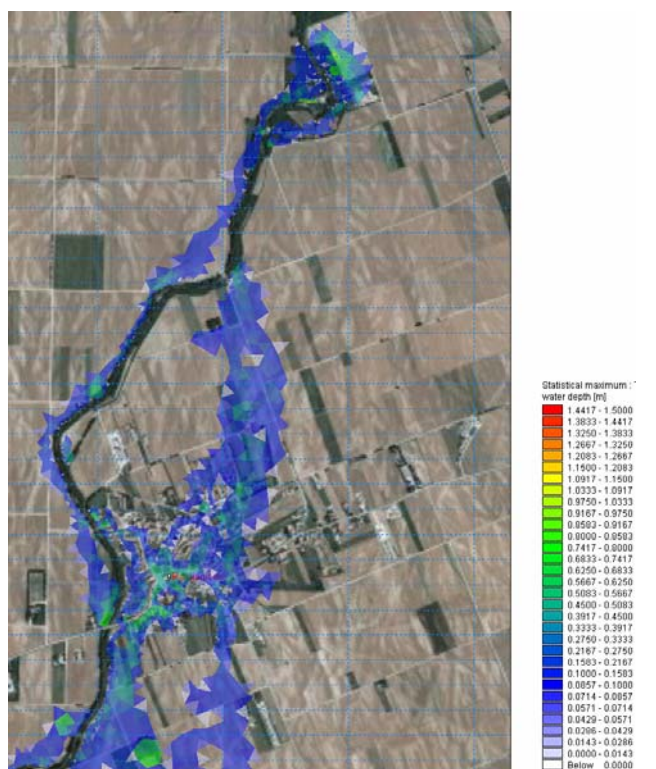 Statistical maximum :
water depth [m]
1.4417 - 1.5000
1.3833 - 1.4417
1.3250 - 1.3833
1.2667 - 1.3250
1.2083 - 1.2667
1.1500 - 1.2083
1.0917 - 1.1500
1.0333 - 1.0917
0.9750 - 1.0333
0.9167 - 0.9750
0.8583 - 0.9167
0.8000 - 0.8583
0.7417 - 0.8000
0.6833 - 0.7417
0.6250 - 0.6833
0.5667 - 0.6250
0.5083 - 0.5667
0.4500 - 0.5083
0.3917 - 0.4500
0.3333 - 0.3917
0.2750 - 0.3333
0.2167 - 0.2750
0.1583 - 0.2167
0.1000 - 0.1583
0.0857 - 0.1000
0.0714 - 0.0857
0.0571 - 0.0714
0.0429 - 0.0571
0.0286 - 0.0429
0.0143 - 0.0286
0.0000 - 0.0143
Below 0.0000